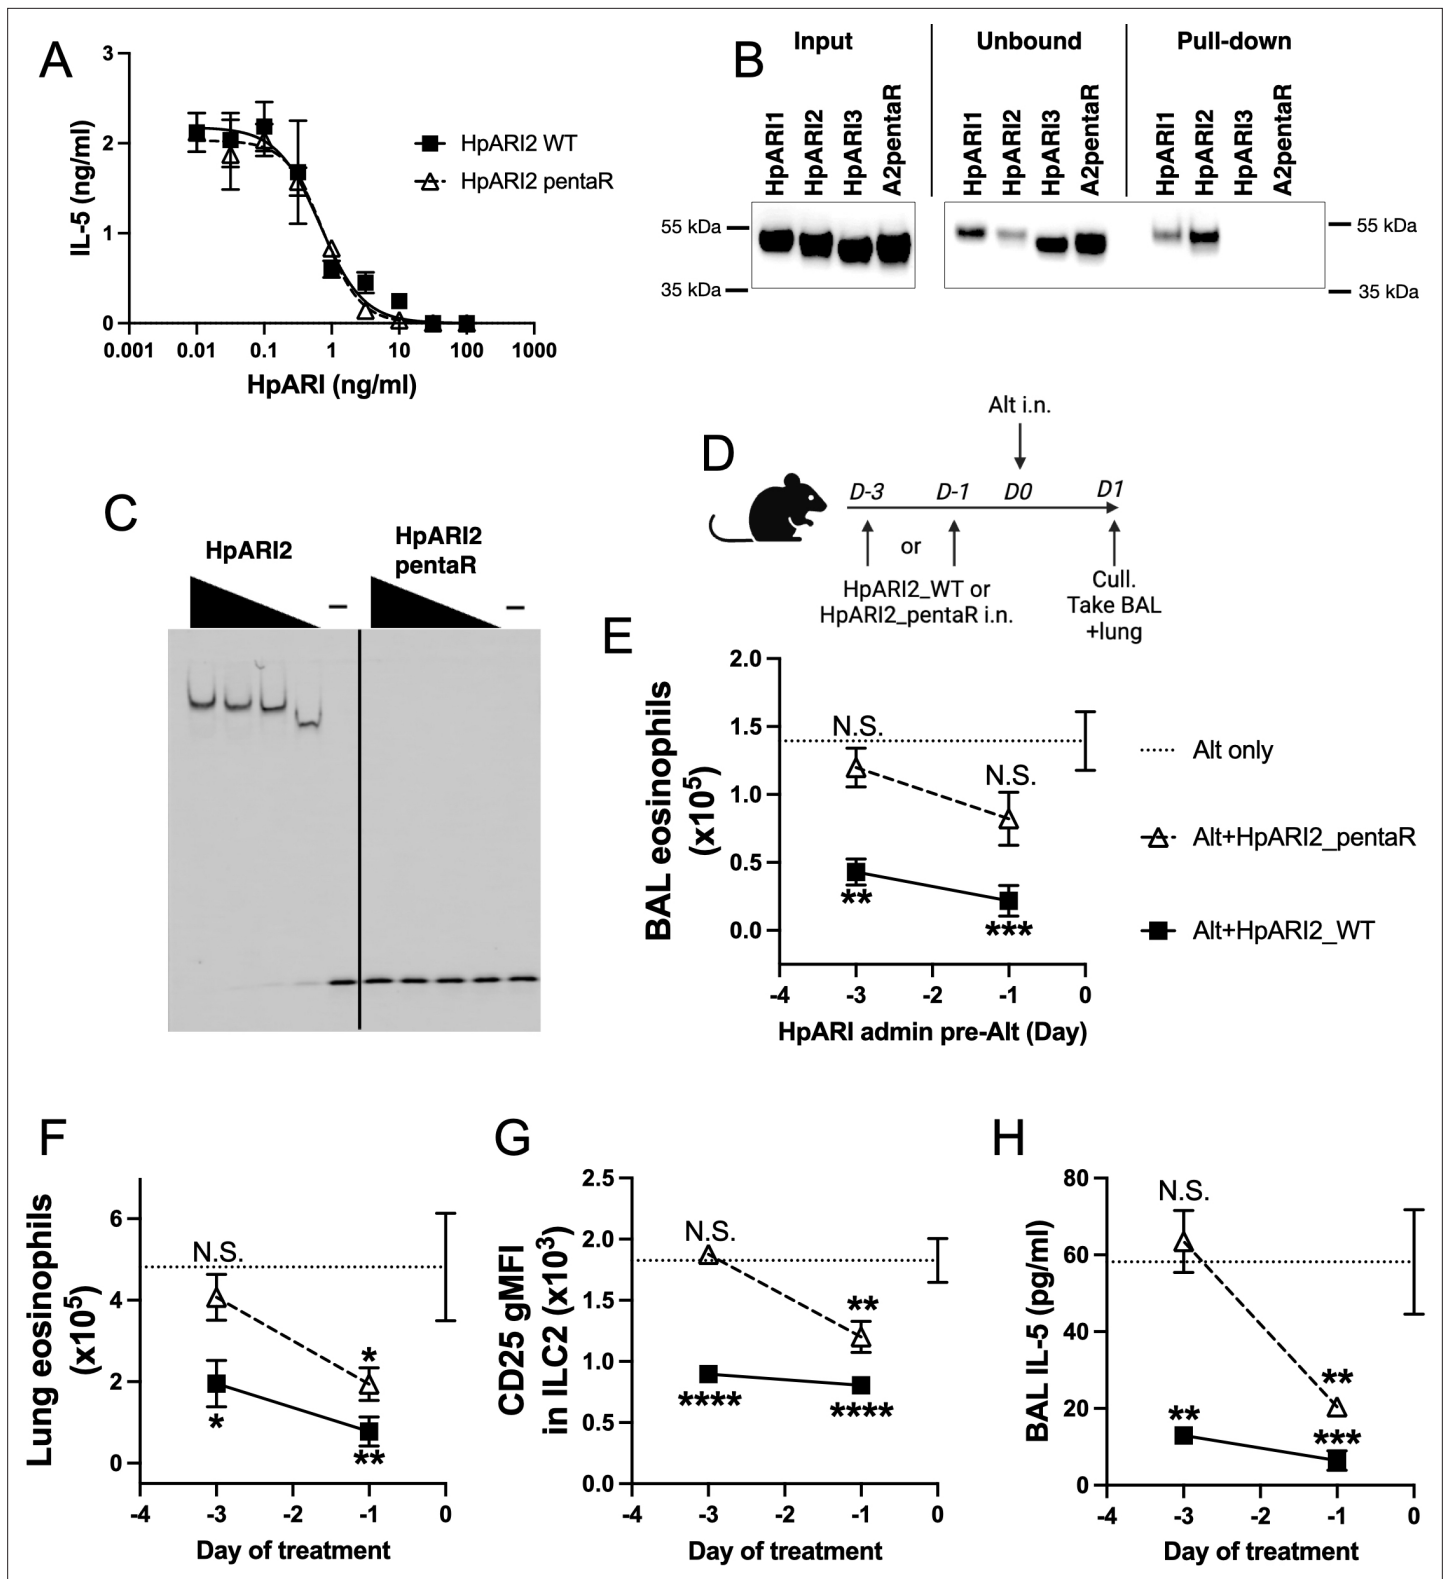 A
3
2
1
0
IL-5 (ng/ml)
0.001
0.01
0.1
1
10
100
1000
HpARI (ng/ml)
HpARI2 WT
HpARI2 pentaR
B
Input
Unbound
Pull-down
HpARI1
HpARI2
HpARI3
A2pentaR
HpARI1
HpARI2
HpARI3
A2pentaR
HpARI1
HpARI2
HpARI3
A2pentaR
55 kDa
35 kDa
55 kDa
35 kDa
C
HpARI2
–
HpARI2
pentaR
–
D
Alt i.n.
D-3
D-1
D0
D1
or
HpARI2_WT or
HpARI2_pentaR i.n.
Cull.
Take BAL
+lung
E
BAL eosinophils
(x10⁵)
2.0
1.5
1.0
0.5
0.0
N.S.
N.S.
**
***
-4
-3
-2
-1
0
HpARI admin pre-Alt (Day)
Alt only
Alt+HpARI2_pentaR
Alt+HpARI2_WT
F
Lung eosinophils
(x10⁵)
6
4
2
0
N.S.
*
*
**
-4
-3
-2
-1
0
Day of treatment
G
CD25 gMFI
in ILC2 (x10³)
2.5
2.0
1.5
1.0
0.5
0.0
N.S.
**
****
****
-4
-3
-2
-1
0
Day of treatment
H
BAL IL-5 (pg/ml)
80
60
40
20
0
N.S.
**
**
***
-4
-3
-2
-1
0
Day of treatment